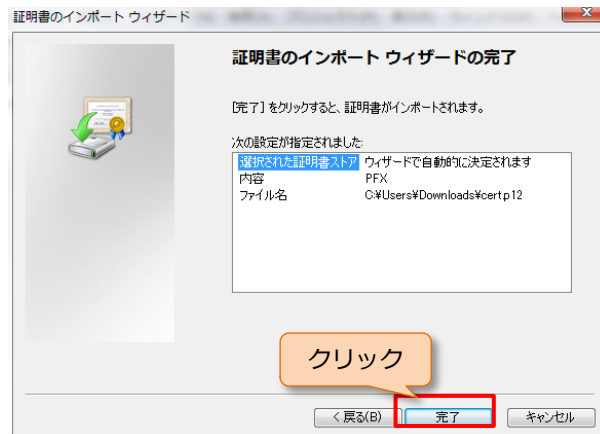 証明書のインポート ウィザード
証明書のインポート ウィザードの完了
[完了] をクリックすると、証明書がインポートされます。
次の設定が指定されました:
選択された証明書ストア ウィザードで自動的に決定されます
内容 PFX
ファイル名 C:¥Users¥Downloads¥cert.p12
クリック
< 戻る(B) 完了 キャンセル